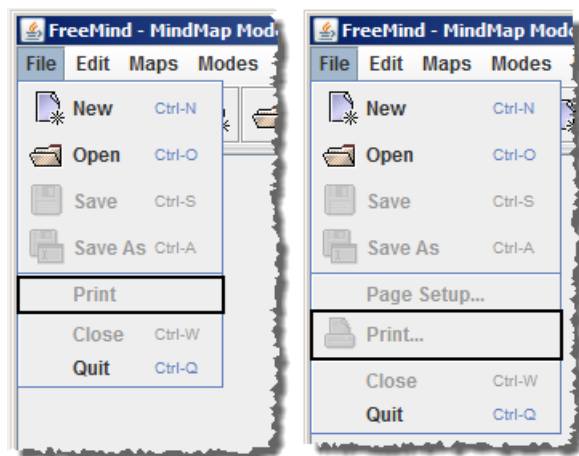 FreeMind - MindMap Mod
File Edit Maps Modes
New Ctrl-N
Open Ctrl-O
Save Ctrl-S
Save As Ctrl-A
Print
Close Ctrl-W
Quit Ctrl-Q
FreeMind - MindMap Mod
File Edit Maps Modes
New Ctrl-N
Open Ctrl-O
Save Ctrl-S
Save As Ctrl-A
Page Setup...
Print...
Close Ctrl-W
Quit Ctrl-Q